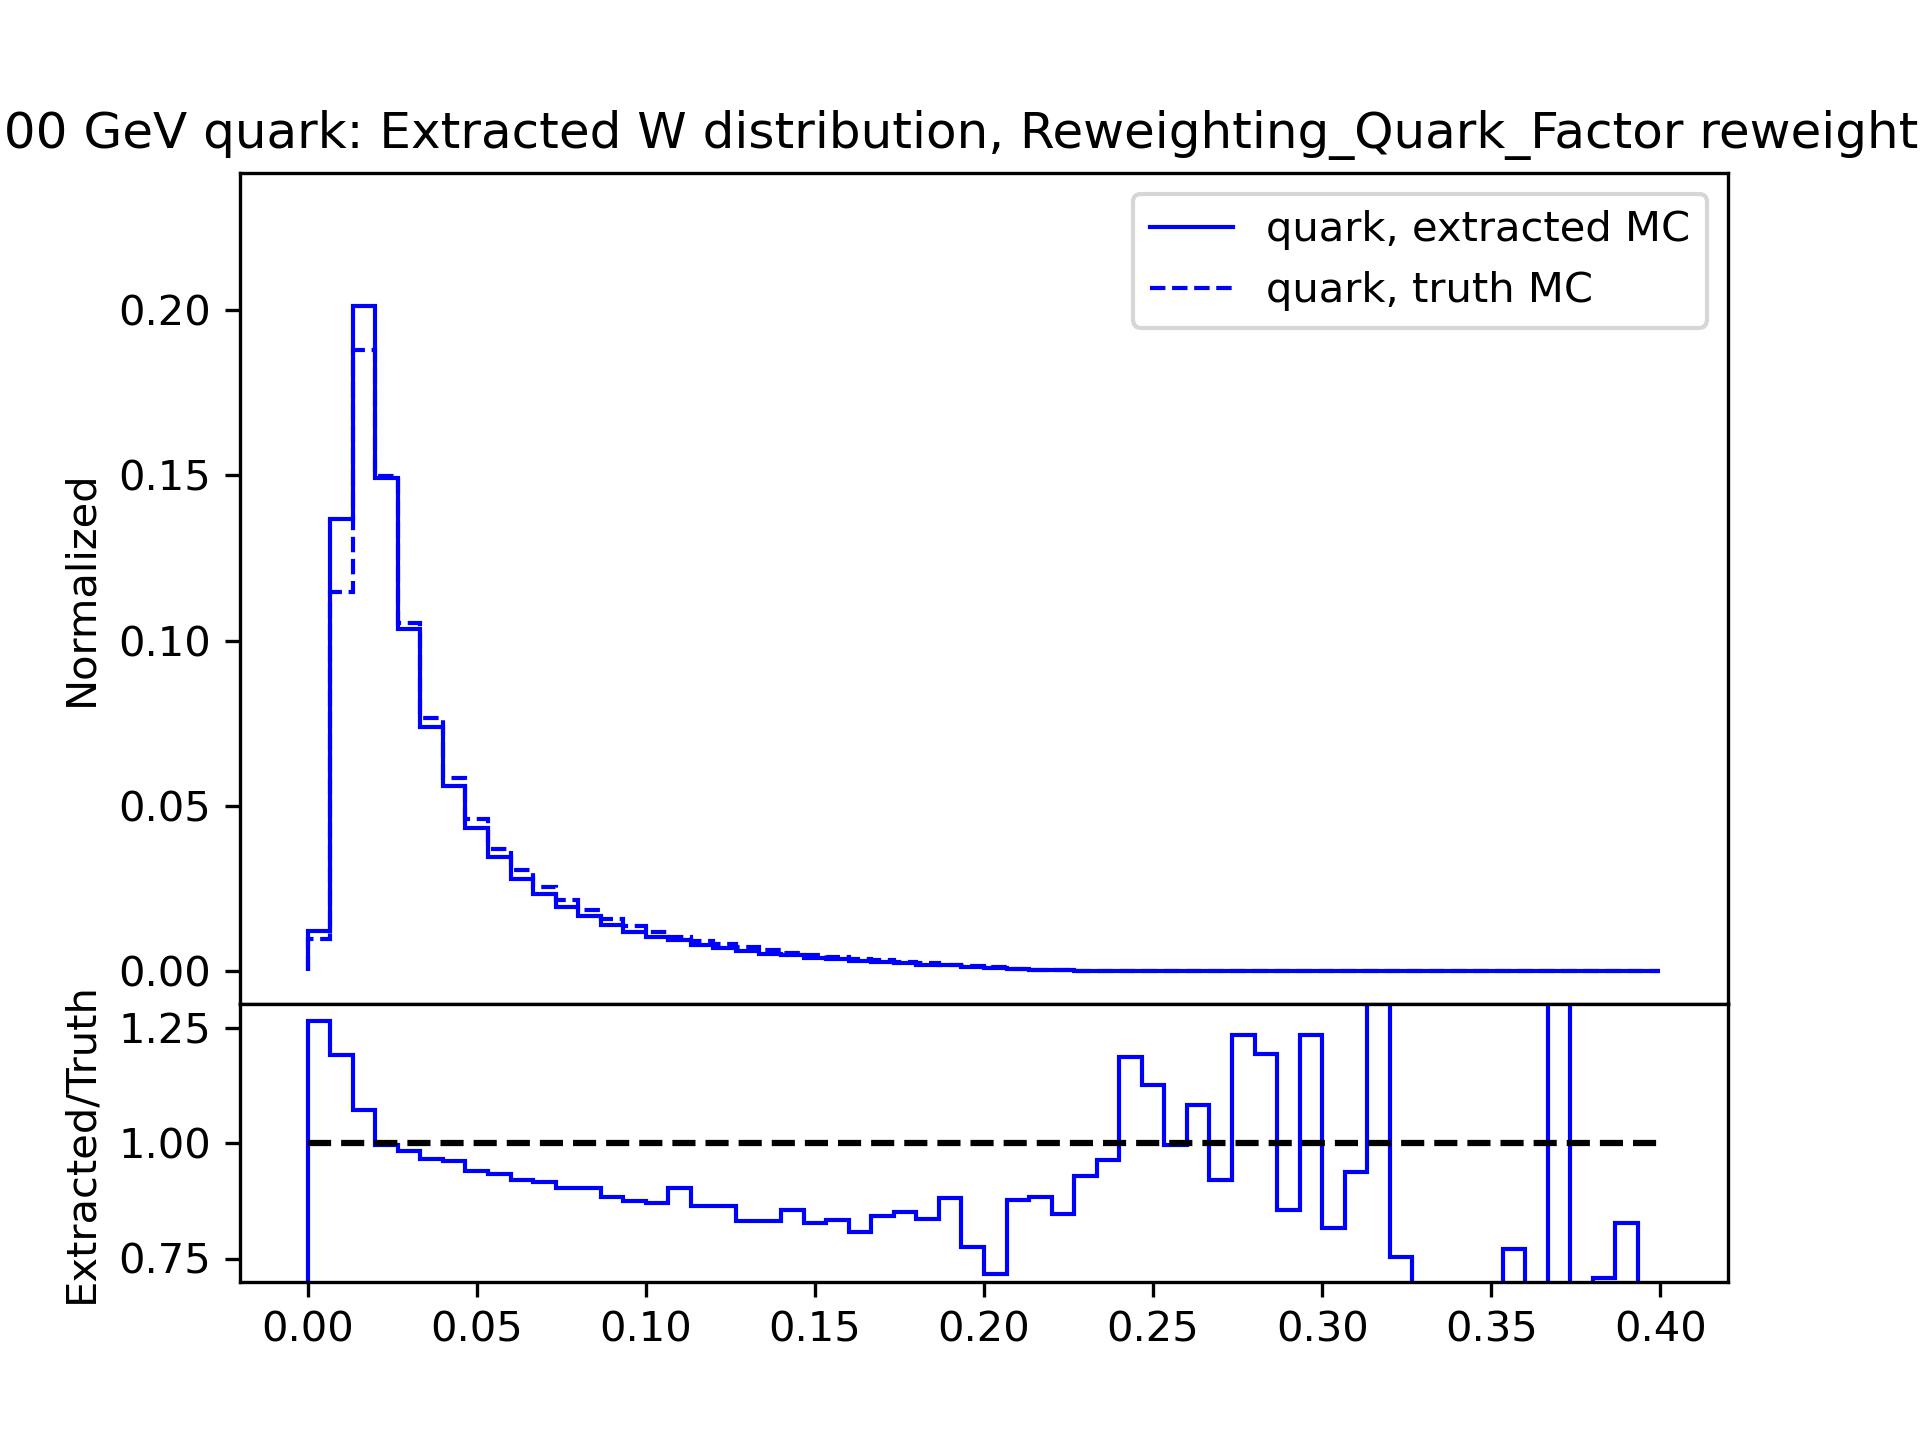 00 GeV quark: Extracted W distribution, Reweighting_Quark_Factor reweight
quark, extracted MC
quark, truth MC
Normalized
0.20
0.15
0.10
0.05
0.00
Extracted/Truth
1.25
1.00
0.75
0.00 0.05 0.10 0.15 0.20 0.25 0.30 0.35 0.40